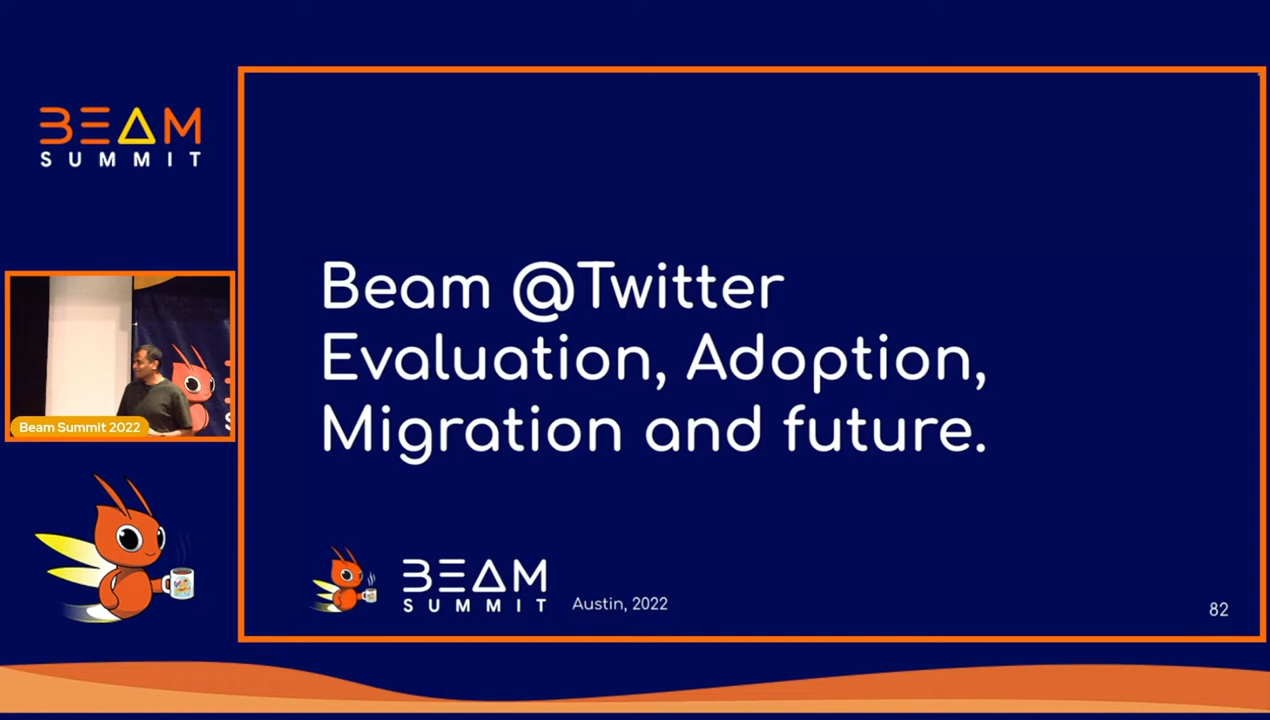 BEAM
SUMMIT
Beam @Twitter
Evaluation, Adoption,
Migration and future.
Beam Summit 2022
BEAM
SUMMIT
Austin, 2022
82